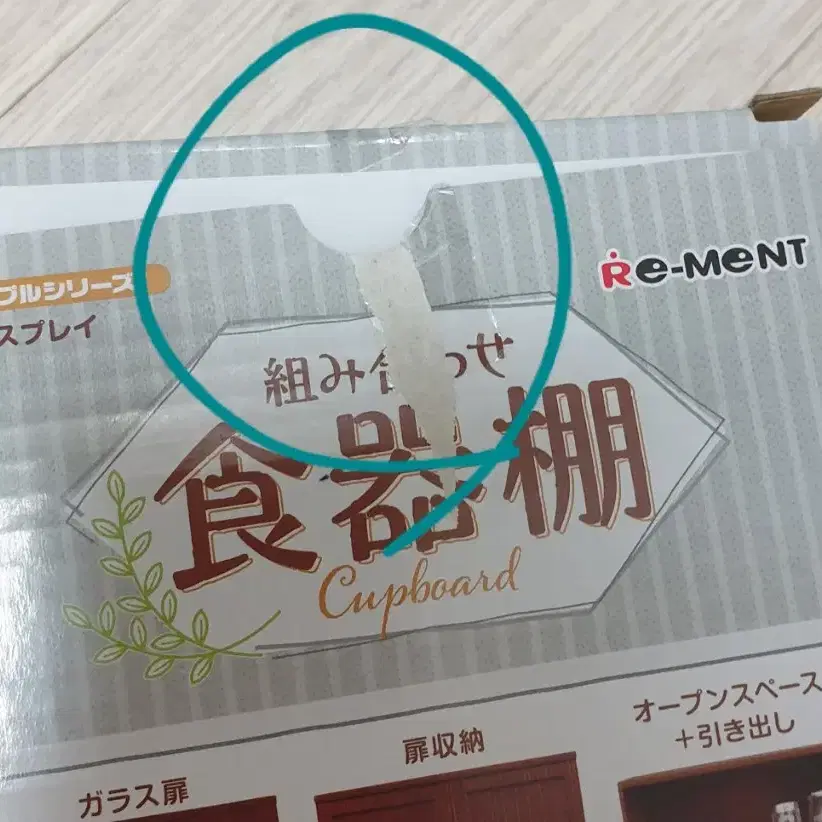 Re-MeNT
プルシリーズ
スプレイ
組み合わせ
食器棚
Cupboard
オープンスペース
+引き出し
扉収納
ガラス扉